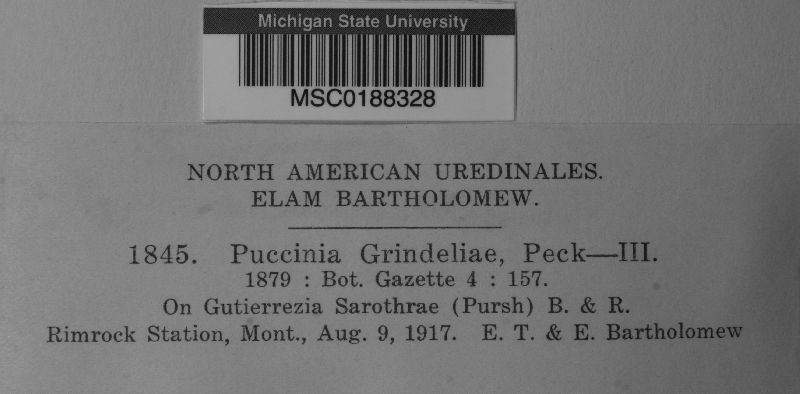 Michigan State University
MSC0188328
NORTH AMERICAN UREDINALES.
ELAM BARTHOLOMEW.
1845. Puccinia Grindeliae, Peck—III.
1879 : Bot. Gazette 4 : 157.
On Gutierrezia Sarothrae (Pursh) B. & R.
Rimrock Station, Mont., Aug. 9, 1917. E. T. & E. Bartholomew